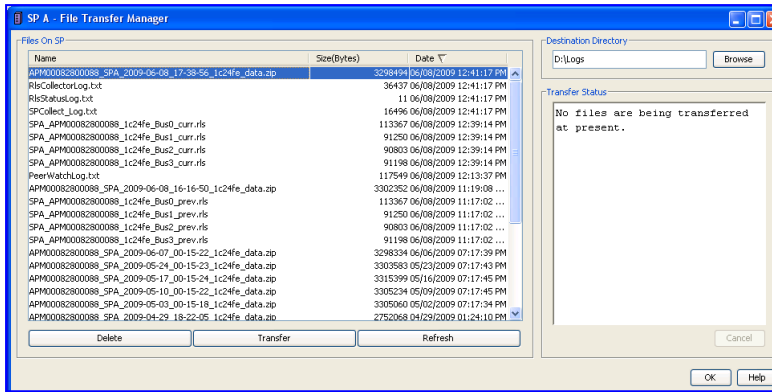 SP A - File Transfer Manager
Files On SP
Name Size(Bytes) Date
APM00082800088_SPA_2009-06-08_17-38-56_1c24fe_data.zip 3298494 06/08/2009 12:41:17 PM
RlsCollectorLog.txt 36437 06/08/2009 12:41:17 PM
RlsStatusLog.txt 11 06/08/2009 12:41:17 PM
SPCollect_Log.txt 16496 06/08/2009 12:41:17 PM
SPA_APM00082800088_1c24fe_Bus0_curr.rls 113367 06/08/2009 12:39:14 PM
SPA_APM00082800088_1c24fe_Bus1_curr.rls 91250 06/08/2009 12:39:14 PM
SPA_APM00082800088_1c24fe_Bus2_curr.rls 90803 06/08/2009 12:39:14 PM
SPA_APM00082800088_1c24fe_Bus3_curr.rls 91198 06/08/2009 12:39:14 PM
PeerWatchLog.txt 117549 06/08/2009 12:13:37 PM
APM00082800088_SPA_2009-06-08_16-16-50_1c24fe_data.zip 3302352 06/08/2009 11:19:08 ...
SPA_APM00082800088_1c24fe_Bus0_prev.rls 113367 06/08/2009 11:17:02 ...
SPA_APM00082800088_1c24fe_Bus1_prev.rls 91250 06/08/2009 11:17:02 ...
SPA_APM00082800088_1c24fe_Bus2_prev.rls 90803 06/08/2009 11:17:02 ...
SPA_APM00082800088_1c24fe_Bus3_prev.rls 91198 06/08/2009 11:17:02 ...
APM00082800088_SPA_2009-06-07_00-15-22_1c24fe_data.zip 3298334 06/06/2009 07:17:39 PM
APM00082800088_SPA_2009-05-24_00-15-23_1c24fe_data.zip 3303583 05/23/2009 07:17:43 PM
APM00082800088_SPA_2009-05-17_00-15-24_1c24fe_data.zip 3315399 05/16/2009 07:17:45 PM
APM00082800088_SPA_2009-05-10_00-15-22_1c24fe_data.zip 3305234 05/09/2009 07:17:45 PM
APM00082800088_SPA_2009-05-03_00-15-18_1c24fe_data.zip 3305060 05/02/2009 07:17:34 PM
APM00082800088_SPA_2009-04-29_18-22-05_1c24fe_data.zip 2752068 04/29/2009 01:24:10 PM
Delete Transfer Refresh
Destination Directory
D:\Logs Browse
Transfer Status
No files are being transferred
at present.
Cancel
OK Help